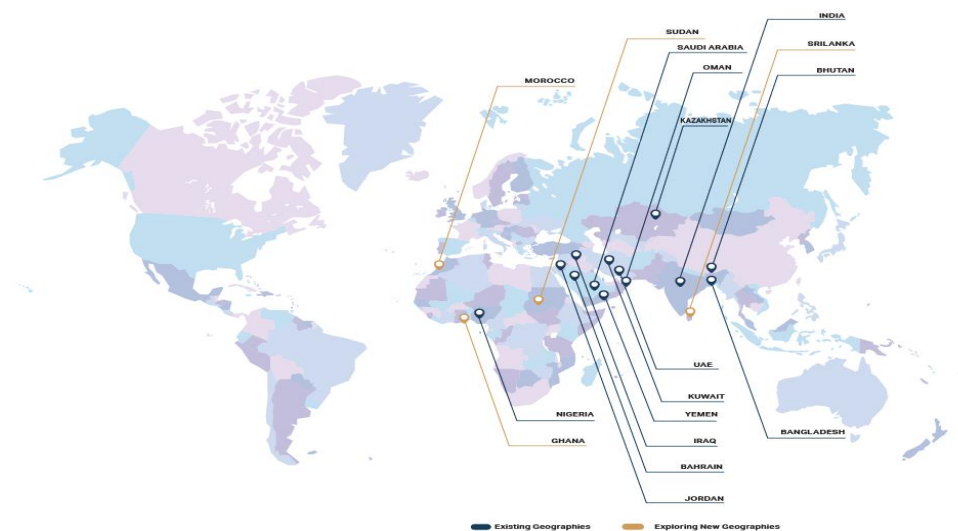 INDIA
SUDAN
SRILANKA
SAUDI ARABIA
OMAN
BHUTAN
MOROCCO
KAZAKHSTAN
UAE
KUWAIT
NIGERIA
YEMEN
BANGLADESH
GHANA
IRAQ
BAHRAIN
JORDAN
Existing Geographies
Exploring New Geographies